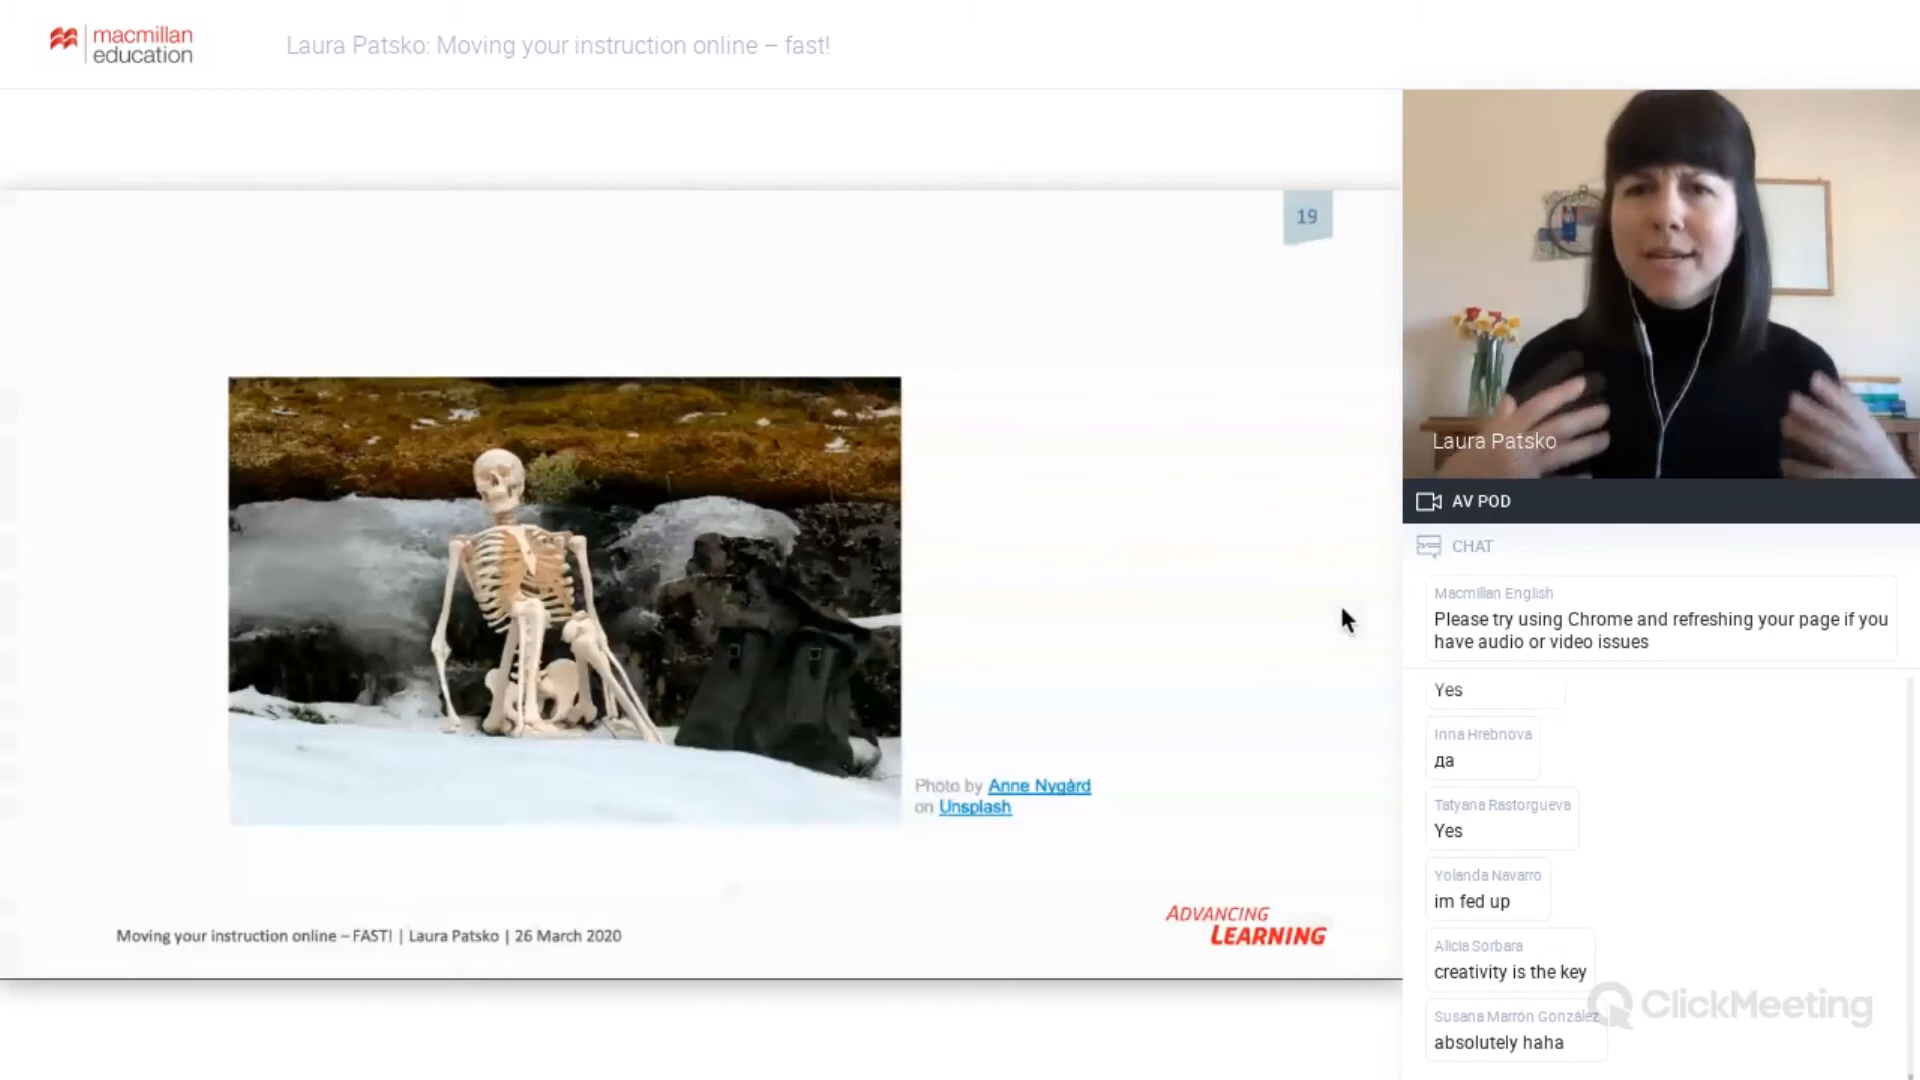 macmillan
education
Laura Patsko: Moving your instruction online – fast!
19
Photo by Anne Nygård
on Unsplash
Moving your instruction online – FAST! | Laura Patsko | 26 March 2020
ADVANCING
LEARNING
Laura Patsko
AV POD
CHAT
Macmillan English
Please try using Chrome and refreshing your page if you
have audio or video issues
Yes
Inna Hrebnova
да
Tatyana Rastorgueva
Yes
Yolanda Navarro
im fed up
Alicia Sorbara
creativity is the key
Susana Marrón González
absolutely haha
ClickMeeting